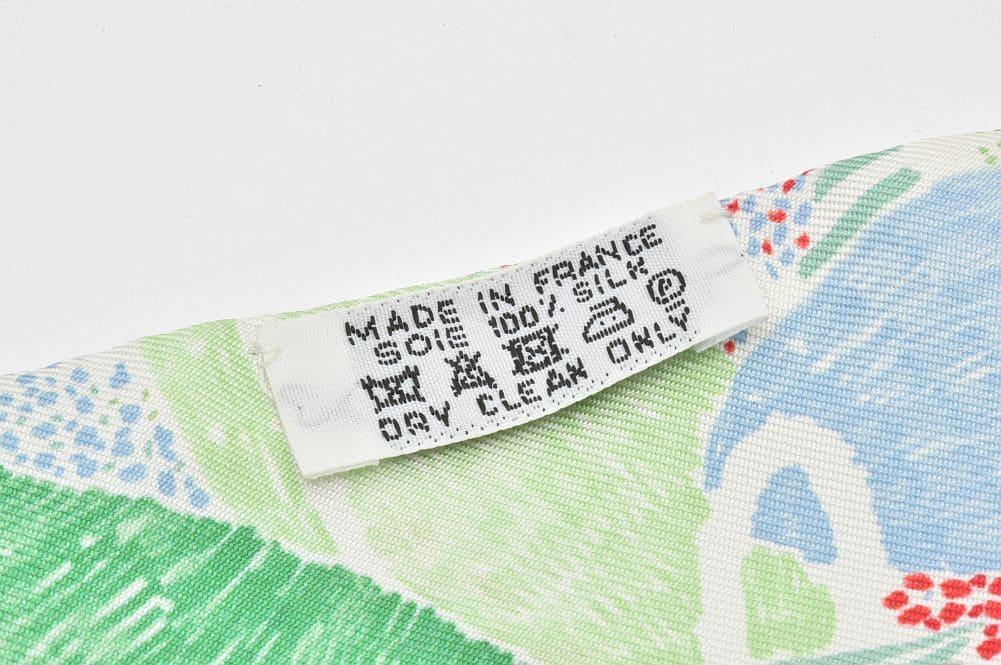 MADE IN FRANCE
SOIE 100% SILK
P
DRY CLEAN ONLY